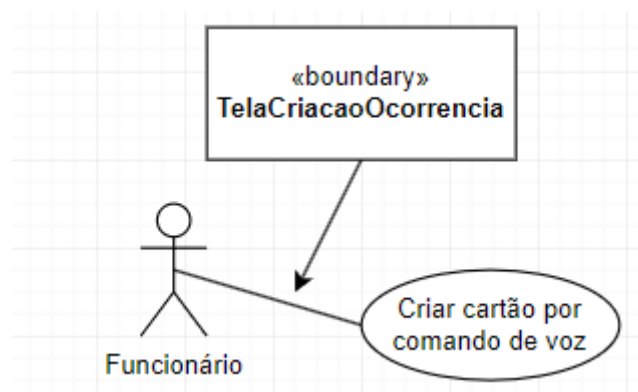 «boundary»
TelaCriacaoOcorrencia
Criar cartão por
comando de voz
Funcionário